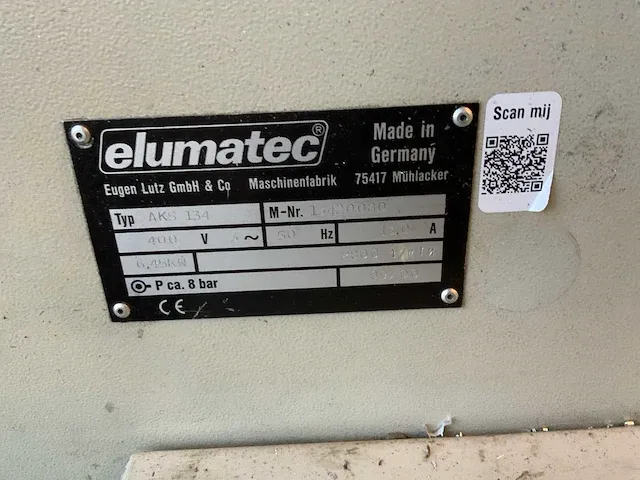 elumatec®
Made in
Germany
Eugen Lutz GmbH & Co Maschinenfabrik 75417 Mühlacker
Typ AKS 134 M-Nr.
400 V ~ 50 Hz A
P ca. 8 bar
CE
Scan mij